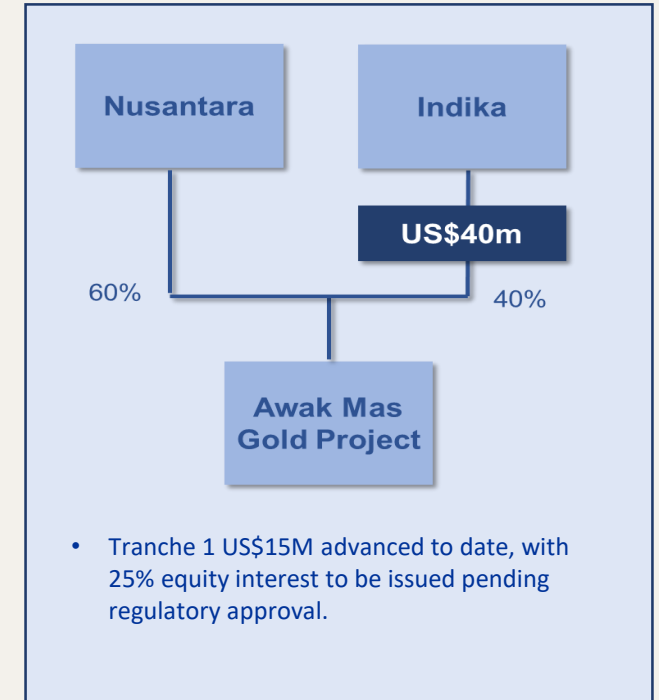 Nusantara
Indika
US$40m
60%
40%
Awak Mas
Gold Project
• Tranche 1 US$15M advanced to date, with
25% equity interest to be issued pending
regulatory approval.